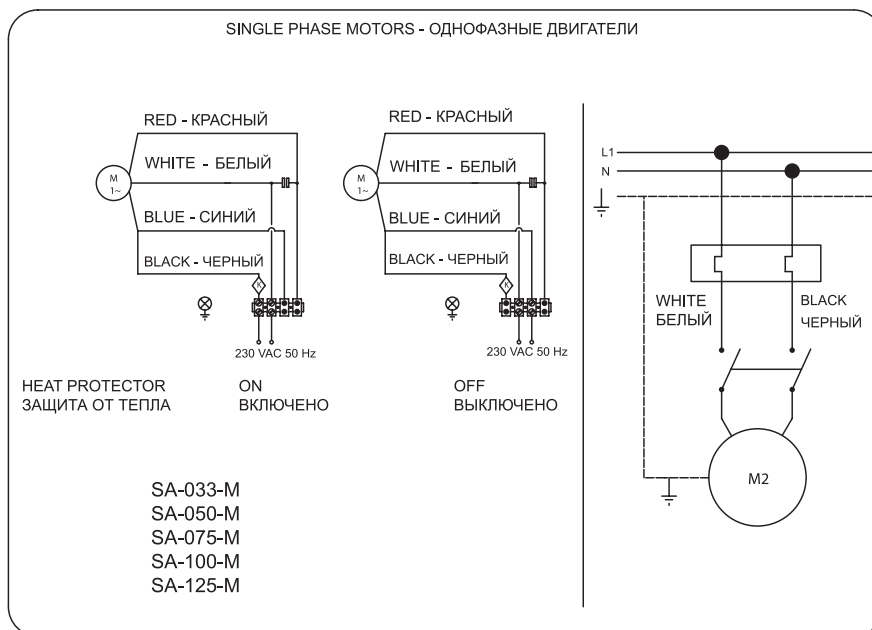 SINGLE PHASE MOTORS - ОДНОФАЗНЫЕ ДВИГАТЕЛИ
RED - КРАСНЫЙ
WHITE - БЕЛЫЙ
M
1~
BLUE - СИНИЙ
BLACK - ЧЕРНЫЙ
K
230 VAC 50 Hz
RED - КРАСНЫЙ
WHITE - БЕЛЫЙ
M
1~
BLUE - СИНИЙ
BLACK - ЧЕРНЫЙ
K
230 VAC 50 Hz
HEAT PROTECTOR
ЗАЩИТА ОТ ТЕПЛА
ON
ВКЛЮЧЕНО
OFF
ВЫКЛЮЧЕНО
SA-033-M
SA-050-M
SA-075-M
SA-100-M
SA-125-M
L1
N
WHITE
БЕЛЫЙ
BLACK
ЧЕРНЫЙ
M2